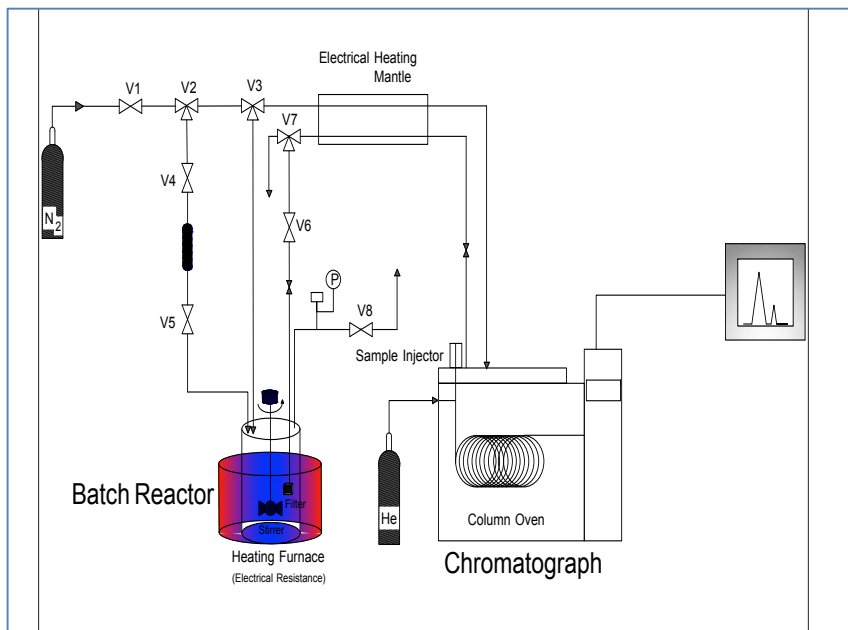 Electrical Heating
Mantle
V1
V2
V3
V7
N2
V4
V6
P
V5
V8
Sample Injector
Batch Reactor
Filter
Stirrer
He
Column Oven
Heating Furnace
(Electrical Resistance)
Chromatograph